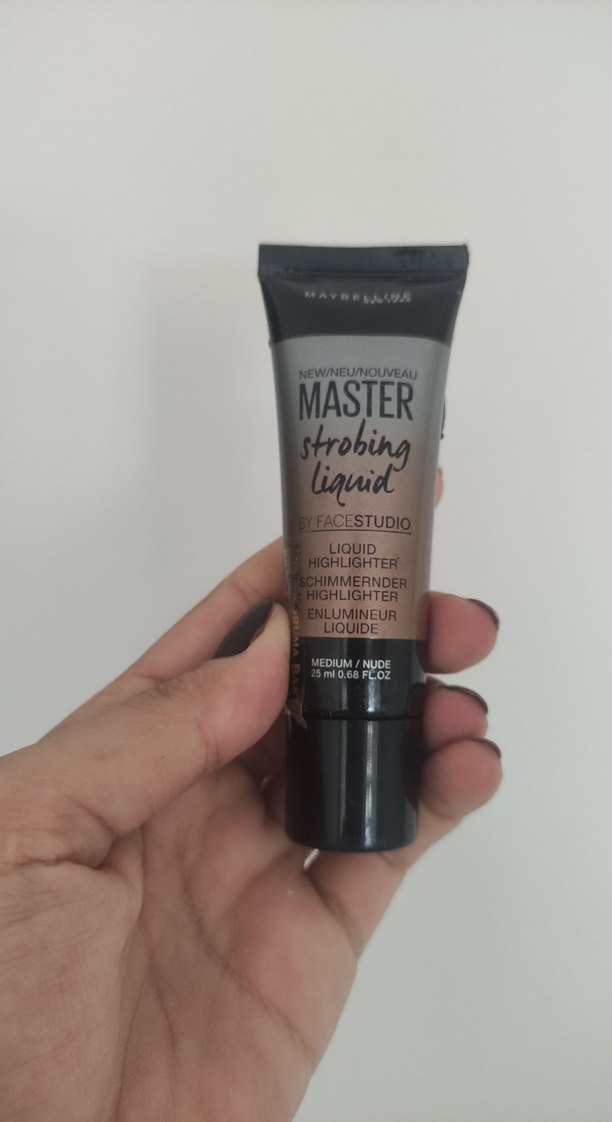 MAYBELLINE
NEW YORK
NEW/NEU/NOUVEAU
MASTER
strobing
liquid
BY FACESTUDIO
LIQUID
HIGHLIGHTER
SCHIMMERNDER
HIGHLIGHTER
ENLUMINEUR
LIQUIDE
MEDIUM / NUDE
25 ml 0.68 FL.OZ